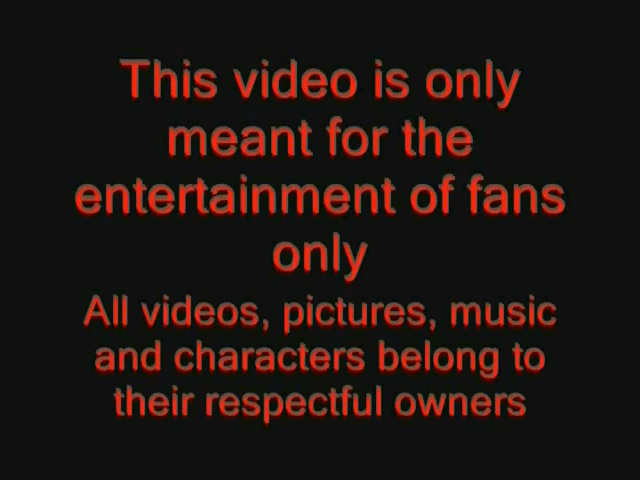 This video is only
meant for the
entertainment of fans
only
All videos, pictures, music
and characters belong to
their respectful owners